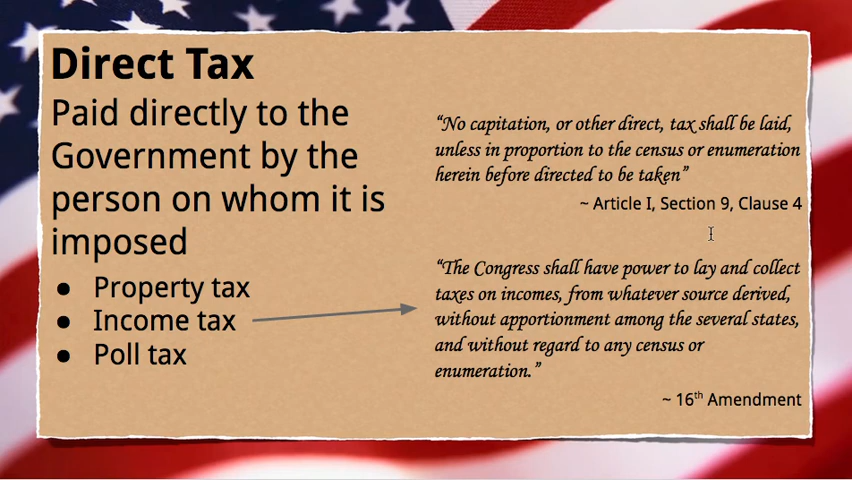 Direct Tax
Paid directly to the
Government by the
person on whom it is
imposed
● Property tax
● Income tax
● Poll tax
“No capitation, or other direct, tax shall be laid,
unless in proportion to the census or enumeration
herein before directed to be taken”
~ Article I, Section 9, Clause 4
“The Congress shall have power to lay and collect
taxes on incomes, from whatever source derived,
without apportionment among the several states,
and without regard to any census or
enumeration.”
~ 16th Amendment